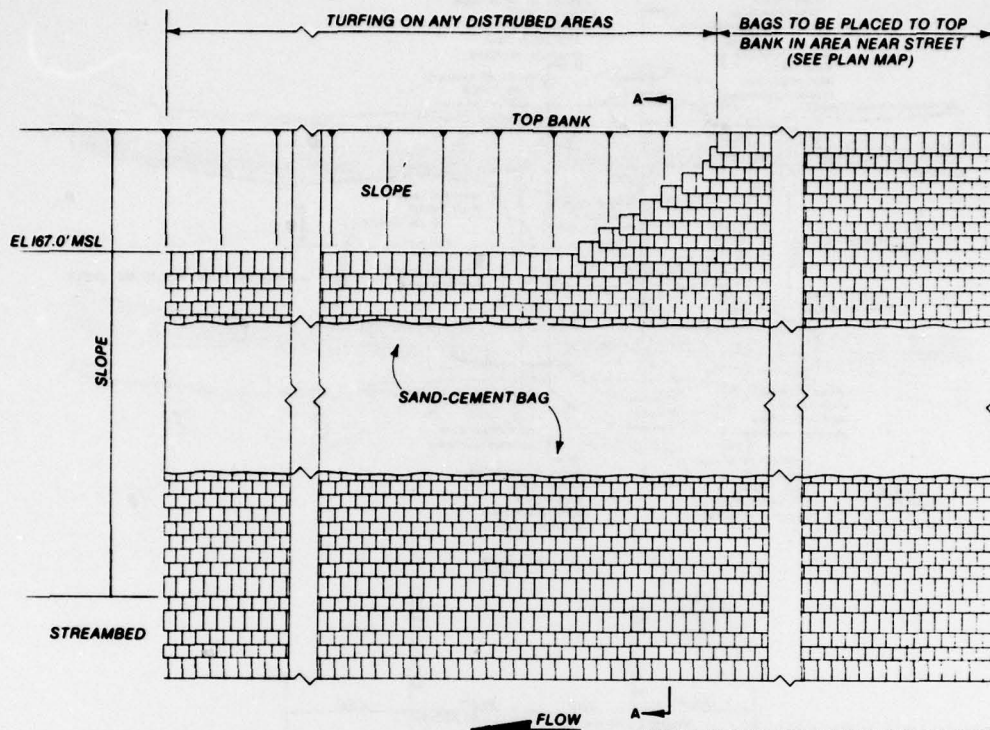 TURFING ON ANY DISTRUBED AREAS
BAGS TO BE PLACED TO TOP
BANK IN AREA NEAR STREET
(SEE PLAN MAP)
A
TOP BANK
SLOPE
EL 167.0' MSL
SLOPE
SAND-CEMENT BAG
STREAMBED
A
FLOW